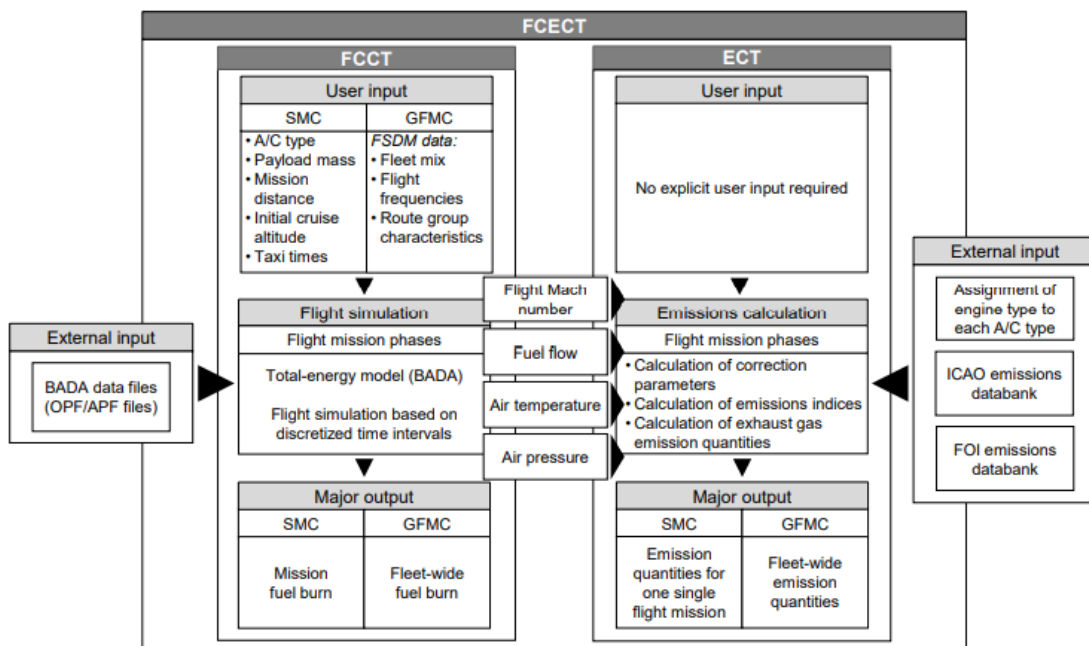 FCECT
FCCT
User input
SMC
GFMC
• A/C type
• Payload mass
• Mission
distance
• Initial cruise
altitude
• Taxi times
FSDM data:
• Fleet mix
• Flight
frequencies
• Route group
characteristics
ECT
User input
No explicit user input required
External input
BADA data files
(OPF/APF files)
Flight simulation
Flight mission phases
Total-energy model (BADA)
Flight simulation based on
discretized time intervals
Flight Mach
number
Fuel flow
Air temperature
Air pressure
Emissions calculation
Flight mission phases
• Calculation of correction
parameters
• Calculation of emissions indices
• Calculation of exhaust gas
emission quantities
External input
Assignment of
engine type to
each A/C type
ICAO emissions
databank
FOI emissions
databank
Major output
SMC
GFMC
Mission
fuel burn
Fleet-wide
fuel burn
Major output
SMC
GFMC
Emission
quantities for
one single
flight mission
Fleet-wide
emission
quantities